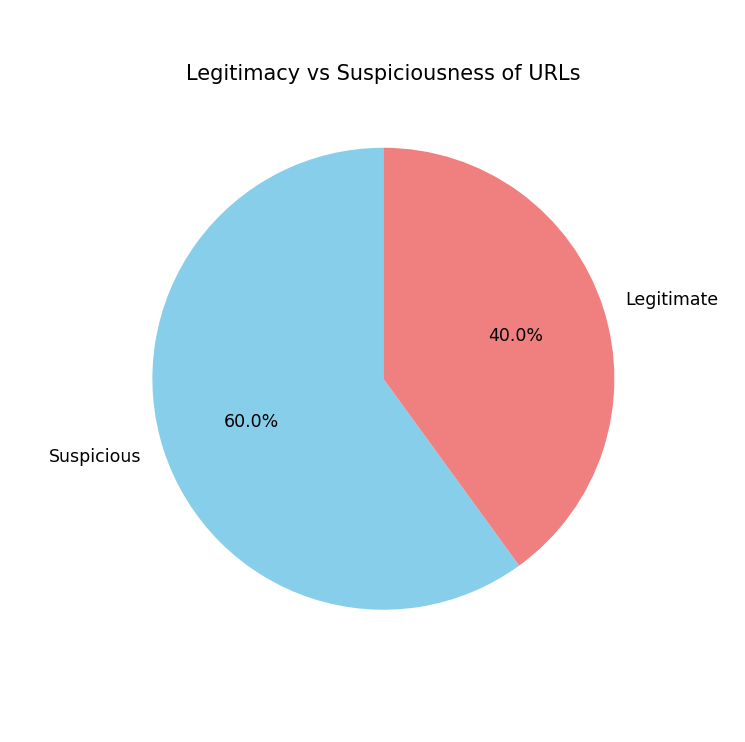 Legitimacy vs Suspiciousness of URLs
Legitimate
40.0%
60.0%
Suspicious